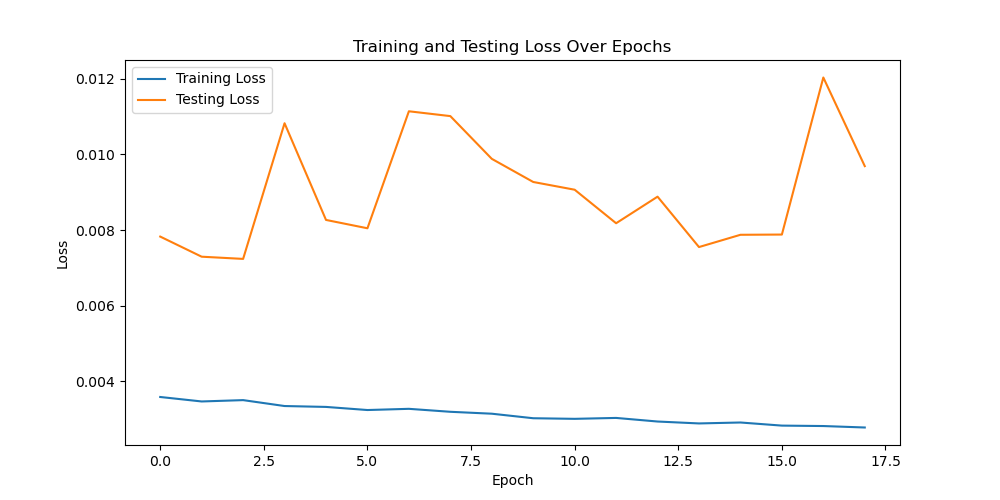 Training and Testing Loss Over Epochs
Training Loss
Testing Loss
0.012
0.010
0.008
0.006
0.004
Loss
0.0 2.5 5.0 7.5 10.0 12.5 15.0 17.5
Epoch